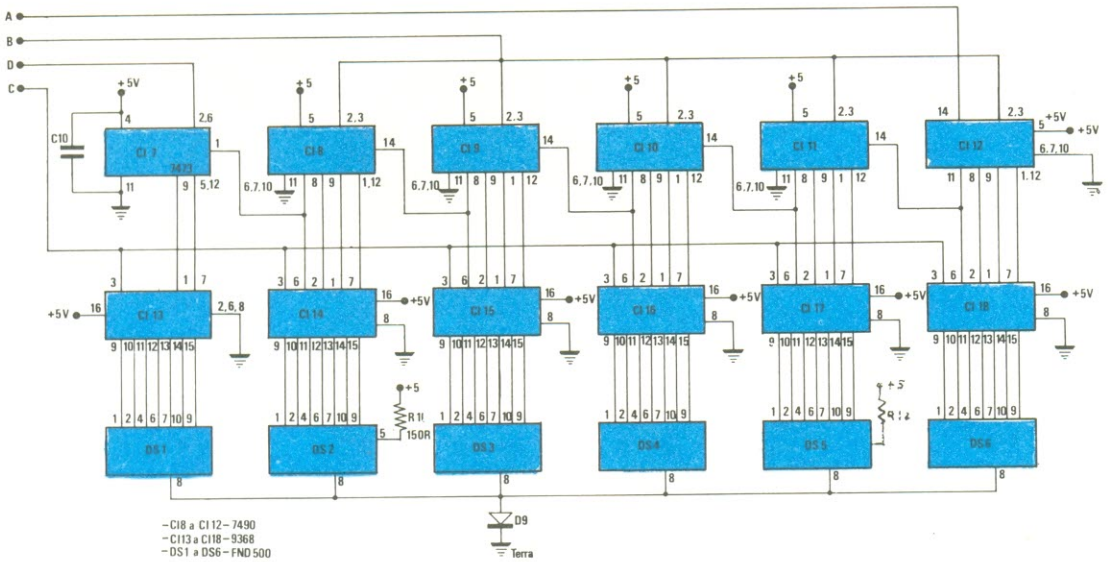 A
B
D
C
+5V +5 +5 +5 +5
4 2.6 5 2.3 5 2.3 5 2.3 5 2.3 14 2.3 5 +5V
C10 CI 7 7473 1 CI 8 14 CI 9 14 CI 10 14 CI 11 14 CI 12 6,7,10
11 9 5,12 6,7,10 11 8 9 1,12 6,7,10 11 8 9 1 12 6,7,10 11 8 9 1 12 6,7,10 11 8 9 1 12 11 8 9 1,12
3 1 7 3 6 2 1 7 3 6 2 1 7 3 6 2 1 7 3 6 2 1 7 3 6 2 1 7
+5V 16 CI 13 2,6,8 CI 14 16 +5V 8 CI 15 16 +5V 8 CI 16 16 +5V 8 CI 17 16 +5V 8 CI 18 16 +5V 8
9 10 11 12 13 14 15 9 10 11 12 13 14 15 9 10 11 12 13 14 15 9 10 11 12 13 14 15 9 10 11 12 13 14 15 9 10 11 12 13 14 15
+5 +5
R10 150R R12
1 2 4 6 7 10 9 1 2 4 6 7 10 9 1 2 4 6 7 10 9 1 2 4 6 7 10 9 1 2 4 6 7 10 9 1 2 4 6 7 10 9
DS1 DS2 5 DS3 DS4 DS5 DS6
8 8 8 8 8 8
D9
Terra
-CI8 a CI12-7490
-CI13 a CI18-9368
-DS1 a DS6-FND500